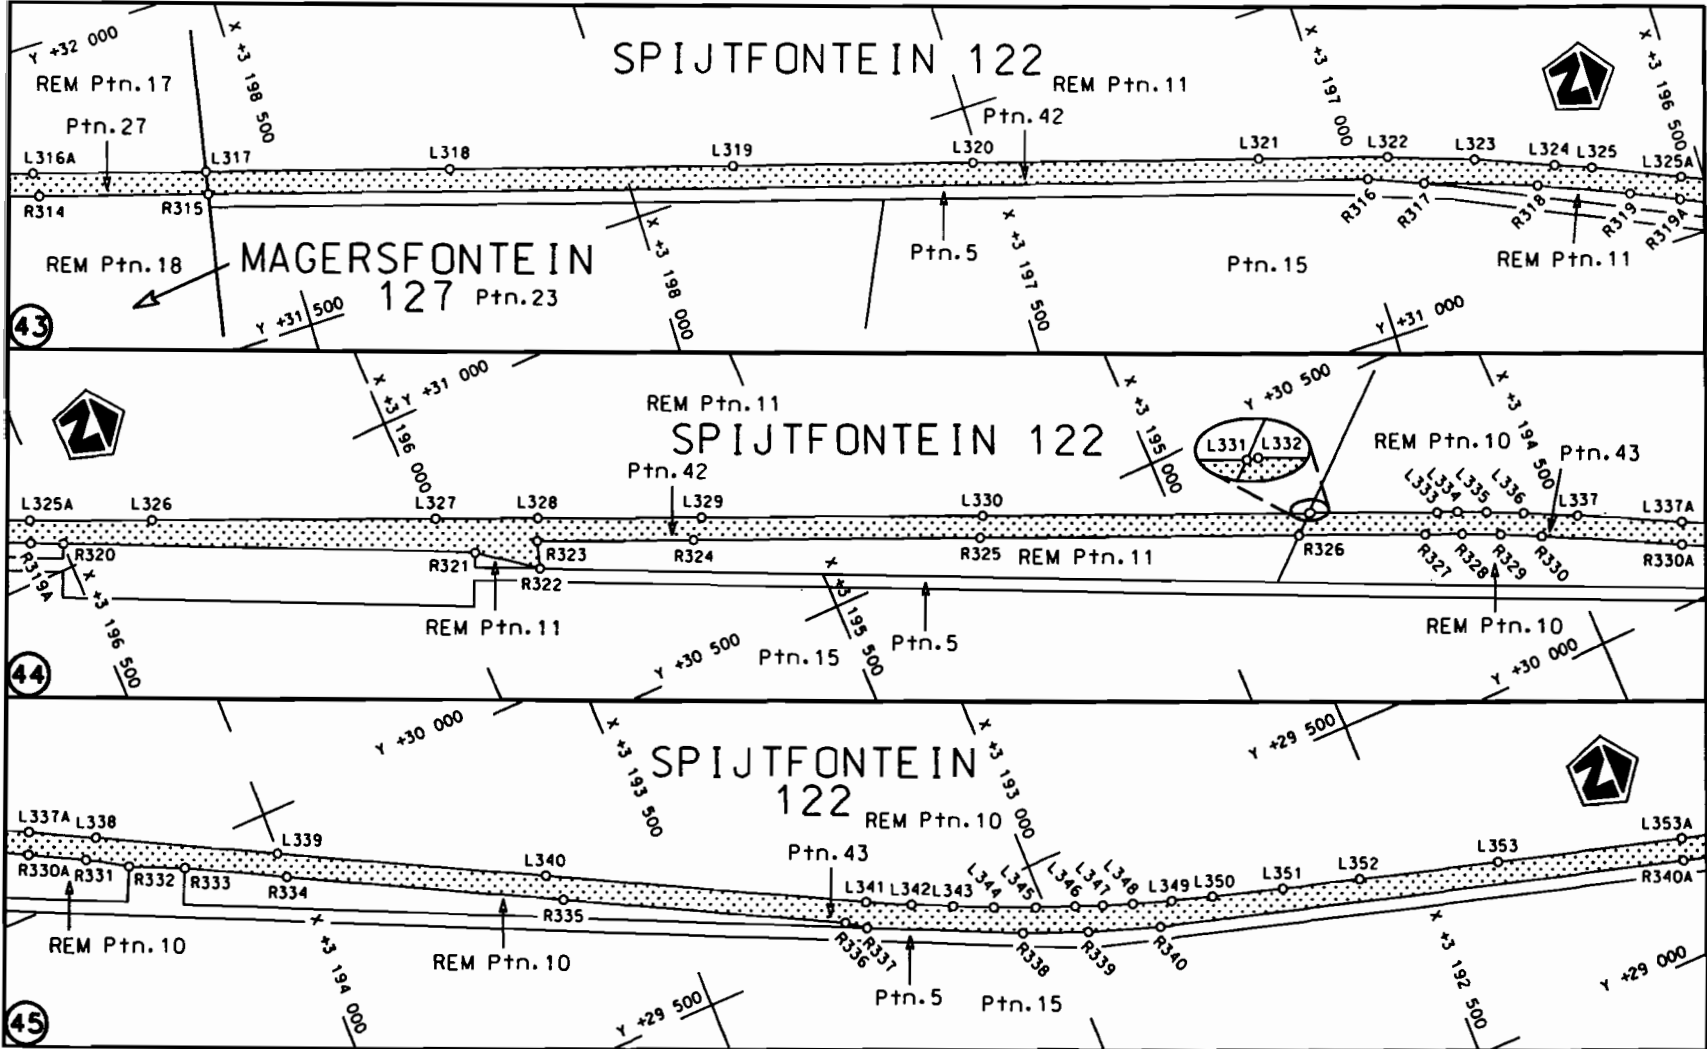 Y +32 000
X +3 198 500
SPIJTFONTEIN 122
REM Ptn.11
X +3 197 000
X +3 196 500
REM Ptn.17
Ptn.27
Ptn.42
L316A
L317
L318
L319
L320
L321
L322
L323
L324
L325
L325A
R314
R315
R316
R317
R318
R319
R319A
REM Ptn.18
MAGERSFONTEIN
127
Ptn.23
X +3 198 000
Ptn.5
X +3 197 500
Ptn.15
REM Ptn.11
Y +31 500
Y +31 000
43
X +3 196 000
Y +31 000
REM Ptn.11
SPIJTFONTEIN 122
X +3 195 000
Y +30 500
L331
L332
REM Ptn.10
X +3 194 500
Ptn.43
Ptn.42
L325A
L326
L327
L328
L329
L330
L333
L334
L335
L336
L337
L337A
R319A
R320
R321
R322
R323
R324
R325
REM Ptn.11
R326
R327
R328
R329
R330
R330A
X +3 196 500
REM Ptn.11
Y +30 500
Ptn.15
X +3 195 500
Ptn.5
REM Ptn.10
Y +30 000
44
Y +30 000
X +3 193 500
SPIJTFONTEIN
122
REM Ptn.10
X +3 193 000
Y +29 500
L337A
L338
L339
L340
Ptn.43
L341
L342
L343
L344
L345
L346
L347
L348
L349
L350
L351
L352
L353
L353A
R330A
R331
R332
R333
R334
R335
R336
R337
R338
R339
R340
R340A
REM Ptn.10
X +3 194 000
REM Ptn.10
Y +29 500
Ptn.5
Ptn.15
X +3 192 500
Y +29 000
45